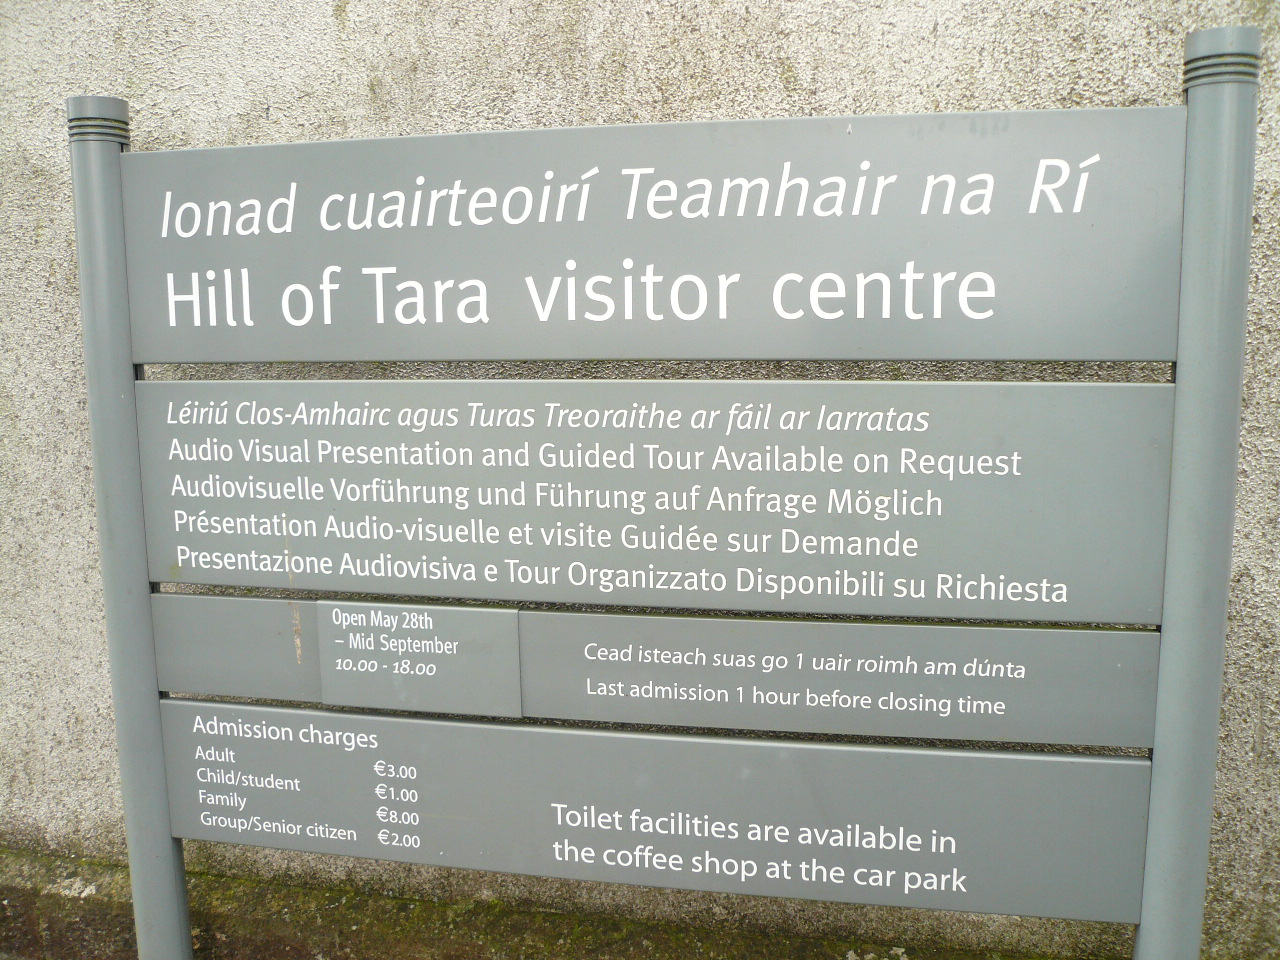 Ionad cuairteoirí Teamhair na Rí
Hill of Tara visitor centre
Léiriú Clos-Amhairc agus Turas Treoraithe ar fáil ar Iarratas
Audio Visual Presentation and Guided Tour Available on Request
Audiovisuelle Vorführung und Führung auf Anfrage Möglich
Présentation Audio-visuelle et visite Guidée sur Demande
Presentazione Audiovisiva e Tour Organizzato Disponibili su Richiesta
Open May 28th
– Mid September
10.00 - 18.00
Cead isteach suas go 1 uair roimh am dúnta
Last admission 1 hour before closing time
Admission charges
Adult €3.00
Child/student €1.00
Family €8.00
Group/Senior citizen €2.00
Toilet facilities are available in
the coffee shop at the car park